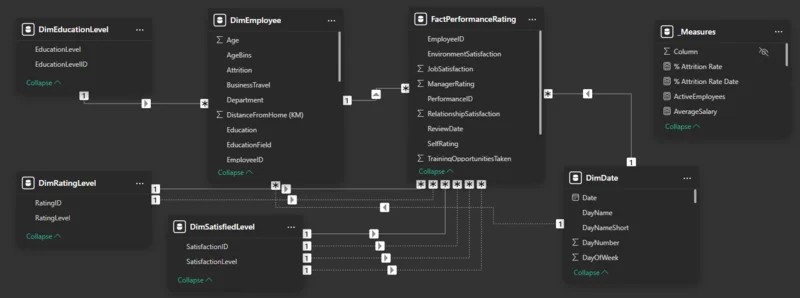 DimEducationLevel
EducationLevel
EducationLevelID
Collapse
DimEmployee
Age
AgeBins
Attrition
BusinessTravel
Department
DistanceFromHome (KM)
Education
EducationField
EmployeeID
Collapse
FactPerformanceRating
EmployeeID
EnvironmentSatisfaction
JobSatisfaction
ManagerRating
PerformanceID
RelationshipSatisfaction
ReviewDate
SelfRating
TrainingOpportunitiesTaken
Collapse
_Measures
Column
% Attrition Rate
% Attrition Rate Date
ActiveEmployees
AverageSalary
Collapse
1
*
1
*
*
1
DimRatingLevel
RatingID
RatingLevel
Collapse
1
1
* * * * * * *
DimSatisfiedLevel
SatisfactionID
SatisfactionLevel
Collapse
1
1
1
1
DimDate
Date
DayName
DayNameShort
DayNumber
DayOfWeek
Collapse
1